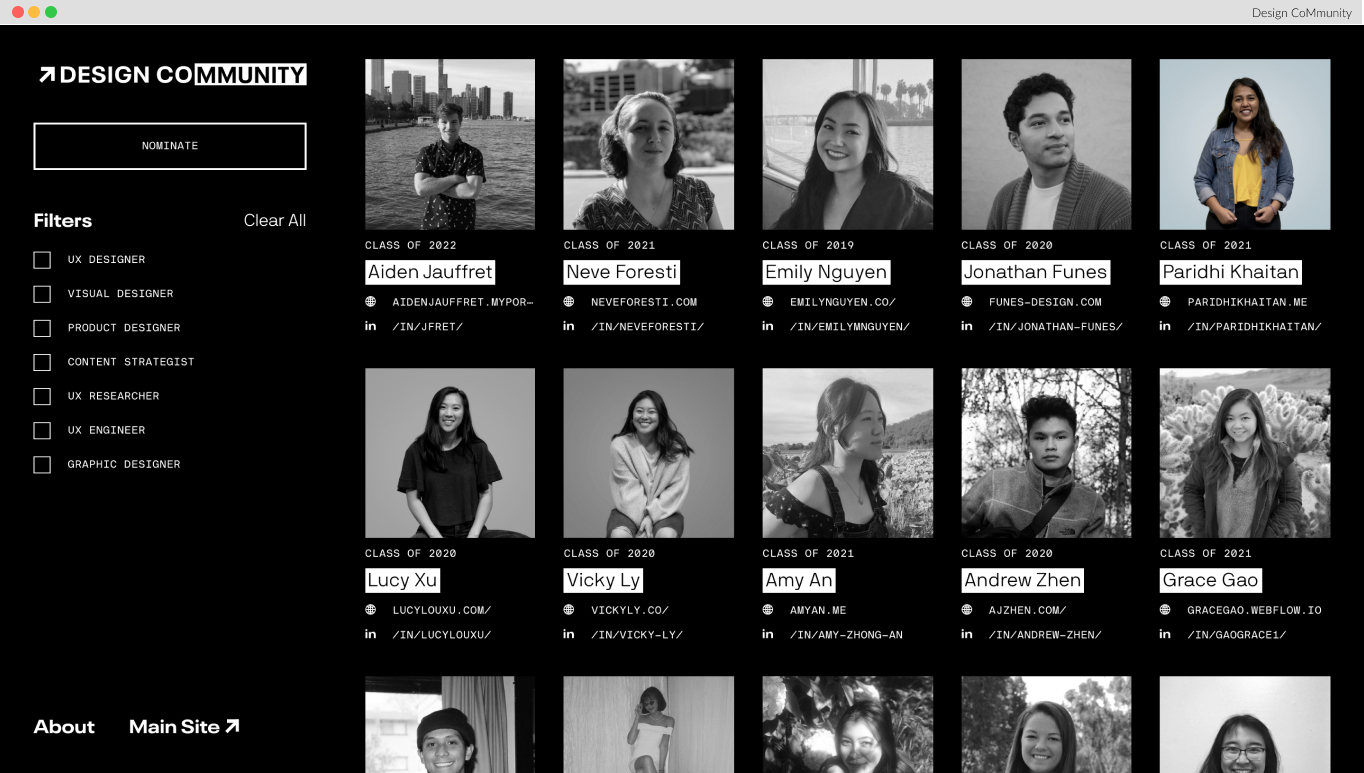 Design CoMmunity
DESIGN COMMUNITY
NOMINATE
Filters
Clear All
UX DESIGNER
VISUAL DESIGNER
PRODUCT DESIGNER
CONTENT STRATEGIST
UX RESEARCHER
UX ENGINEER
GRAPHIC DESIGNER
About
Main Site
CLASS OF 2022
Aiden Jauffret
AIDENJAUFFRET.MYPOR-
in /IN/JFRET/
CLASS OF 2021
Neve Foresti
NEVEFORESTI.COM
in /IN/NEVEFORESTI/
CLASS OF 2019
Emily Nguyen
EMILYNGUYEN.CO/
in /IN/EMILYMNGUYEN/
CLASS OF 2020
Jonathan Funes
FUNES-DESIGN.COM
in /IN/JONATHAN-FUNES/
CLASS OF 2021
Paridhi Khaitan
PARIDHIKHAITAN.ME
in /IN/PARIDHIKHAITAN/
CLASS OF 2020
Lucy Xu
LUCYLOUXU.COM/
in /IN/LUCYLOUXU/
CLASS OF 2020
Vicky Ly
VICKYLY.CO/
in /IN/VICKY-LY/
CLASS OF 2021
Amy An
AMYAN.ME
in /IN/AMY-ZHONG-AN
CLASS OF 2020
Andrew Zhen
AJZHEN.COM/
in /IN/ANDREW-ZHEN/
CLASS OF 2021
Grace Gao
GRACEGAO.WEBFLOW.IO
in /IN/GAOGRACE1/